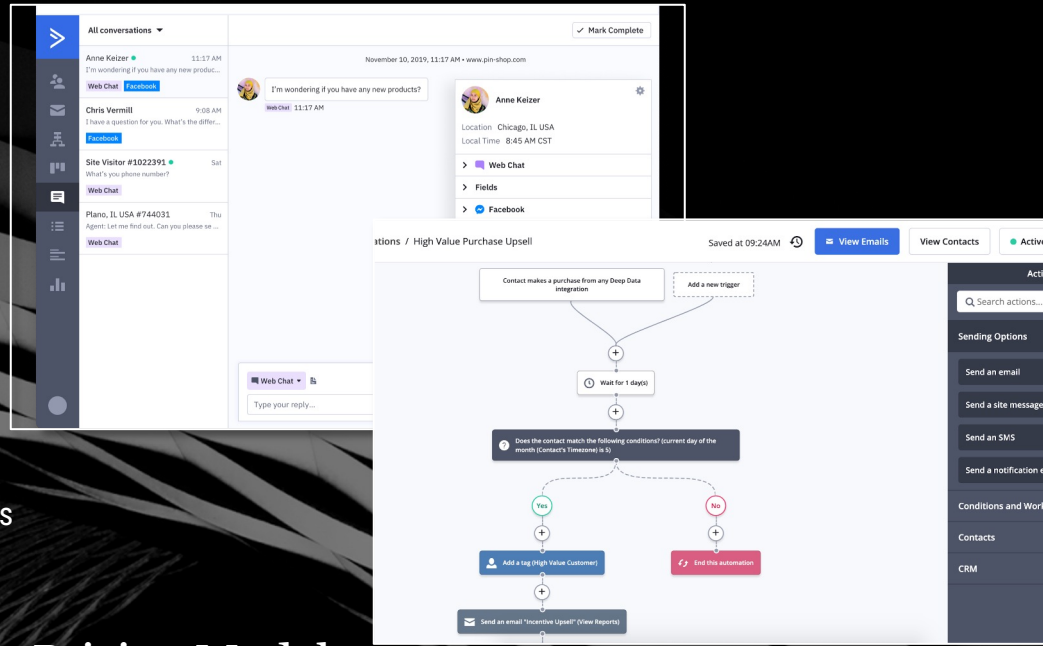 All conversations
Mark Complete
Anne Keizer 11:17 AM
I'm wondering if you have any new produc...
Web Chat Facebook
Chris Vermill 9:08 AM
I have a question for you. What's the differ...
Facebook
Site Visitor #1022391 Sat
What's you phone number?
Web Chat
Plano, IL USA #744031 Thu
Agent: Let me find out. Can you please se ...
Web Chat
November 10, 2019, 11:17 AM • www.pin-shop.com
I'm wondering if you have any new products?
Web Chat 11:17 AM
Anne Keizer
Location Chicago, IL USA
Local Time 8:45 AM CST
Web Chat
Fields
Facebook
Web Chat
Type your reply...
ations / High Value Purchase Upsell
Saved at 09:24AM
View Emails
View Contacts
Active
Contact makes a purchase from any Deep Data
integration
Add a new trigger
Wait for 1 day(s)
Does the contact match the following conditions? (current day of the
month (Contact's Timezone) is 5)
Yes
No
Add a tag (High Value Customer)
End this automation
Send an email "Incentive Upsell" (View Reports)
Acti
Search actions...
Sending Options
Send an email
Send a site message
Send an SMS
Send a notification e
Conditions and Work
Contacts
CRM
s